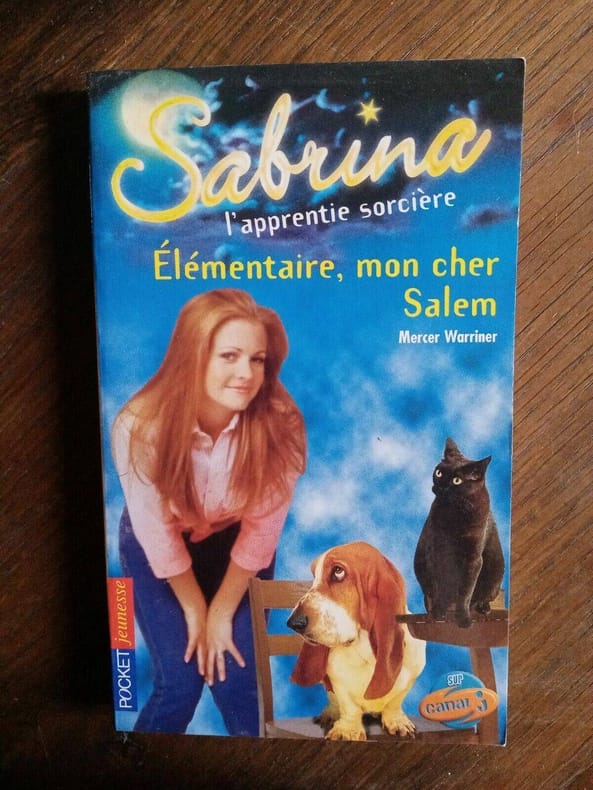 Sabrina
l'apprentie sorcière
Élémentaire, mon cher
Salem
Mercer Warriner
POCKET jeunesse
SUR
canal J